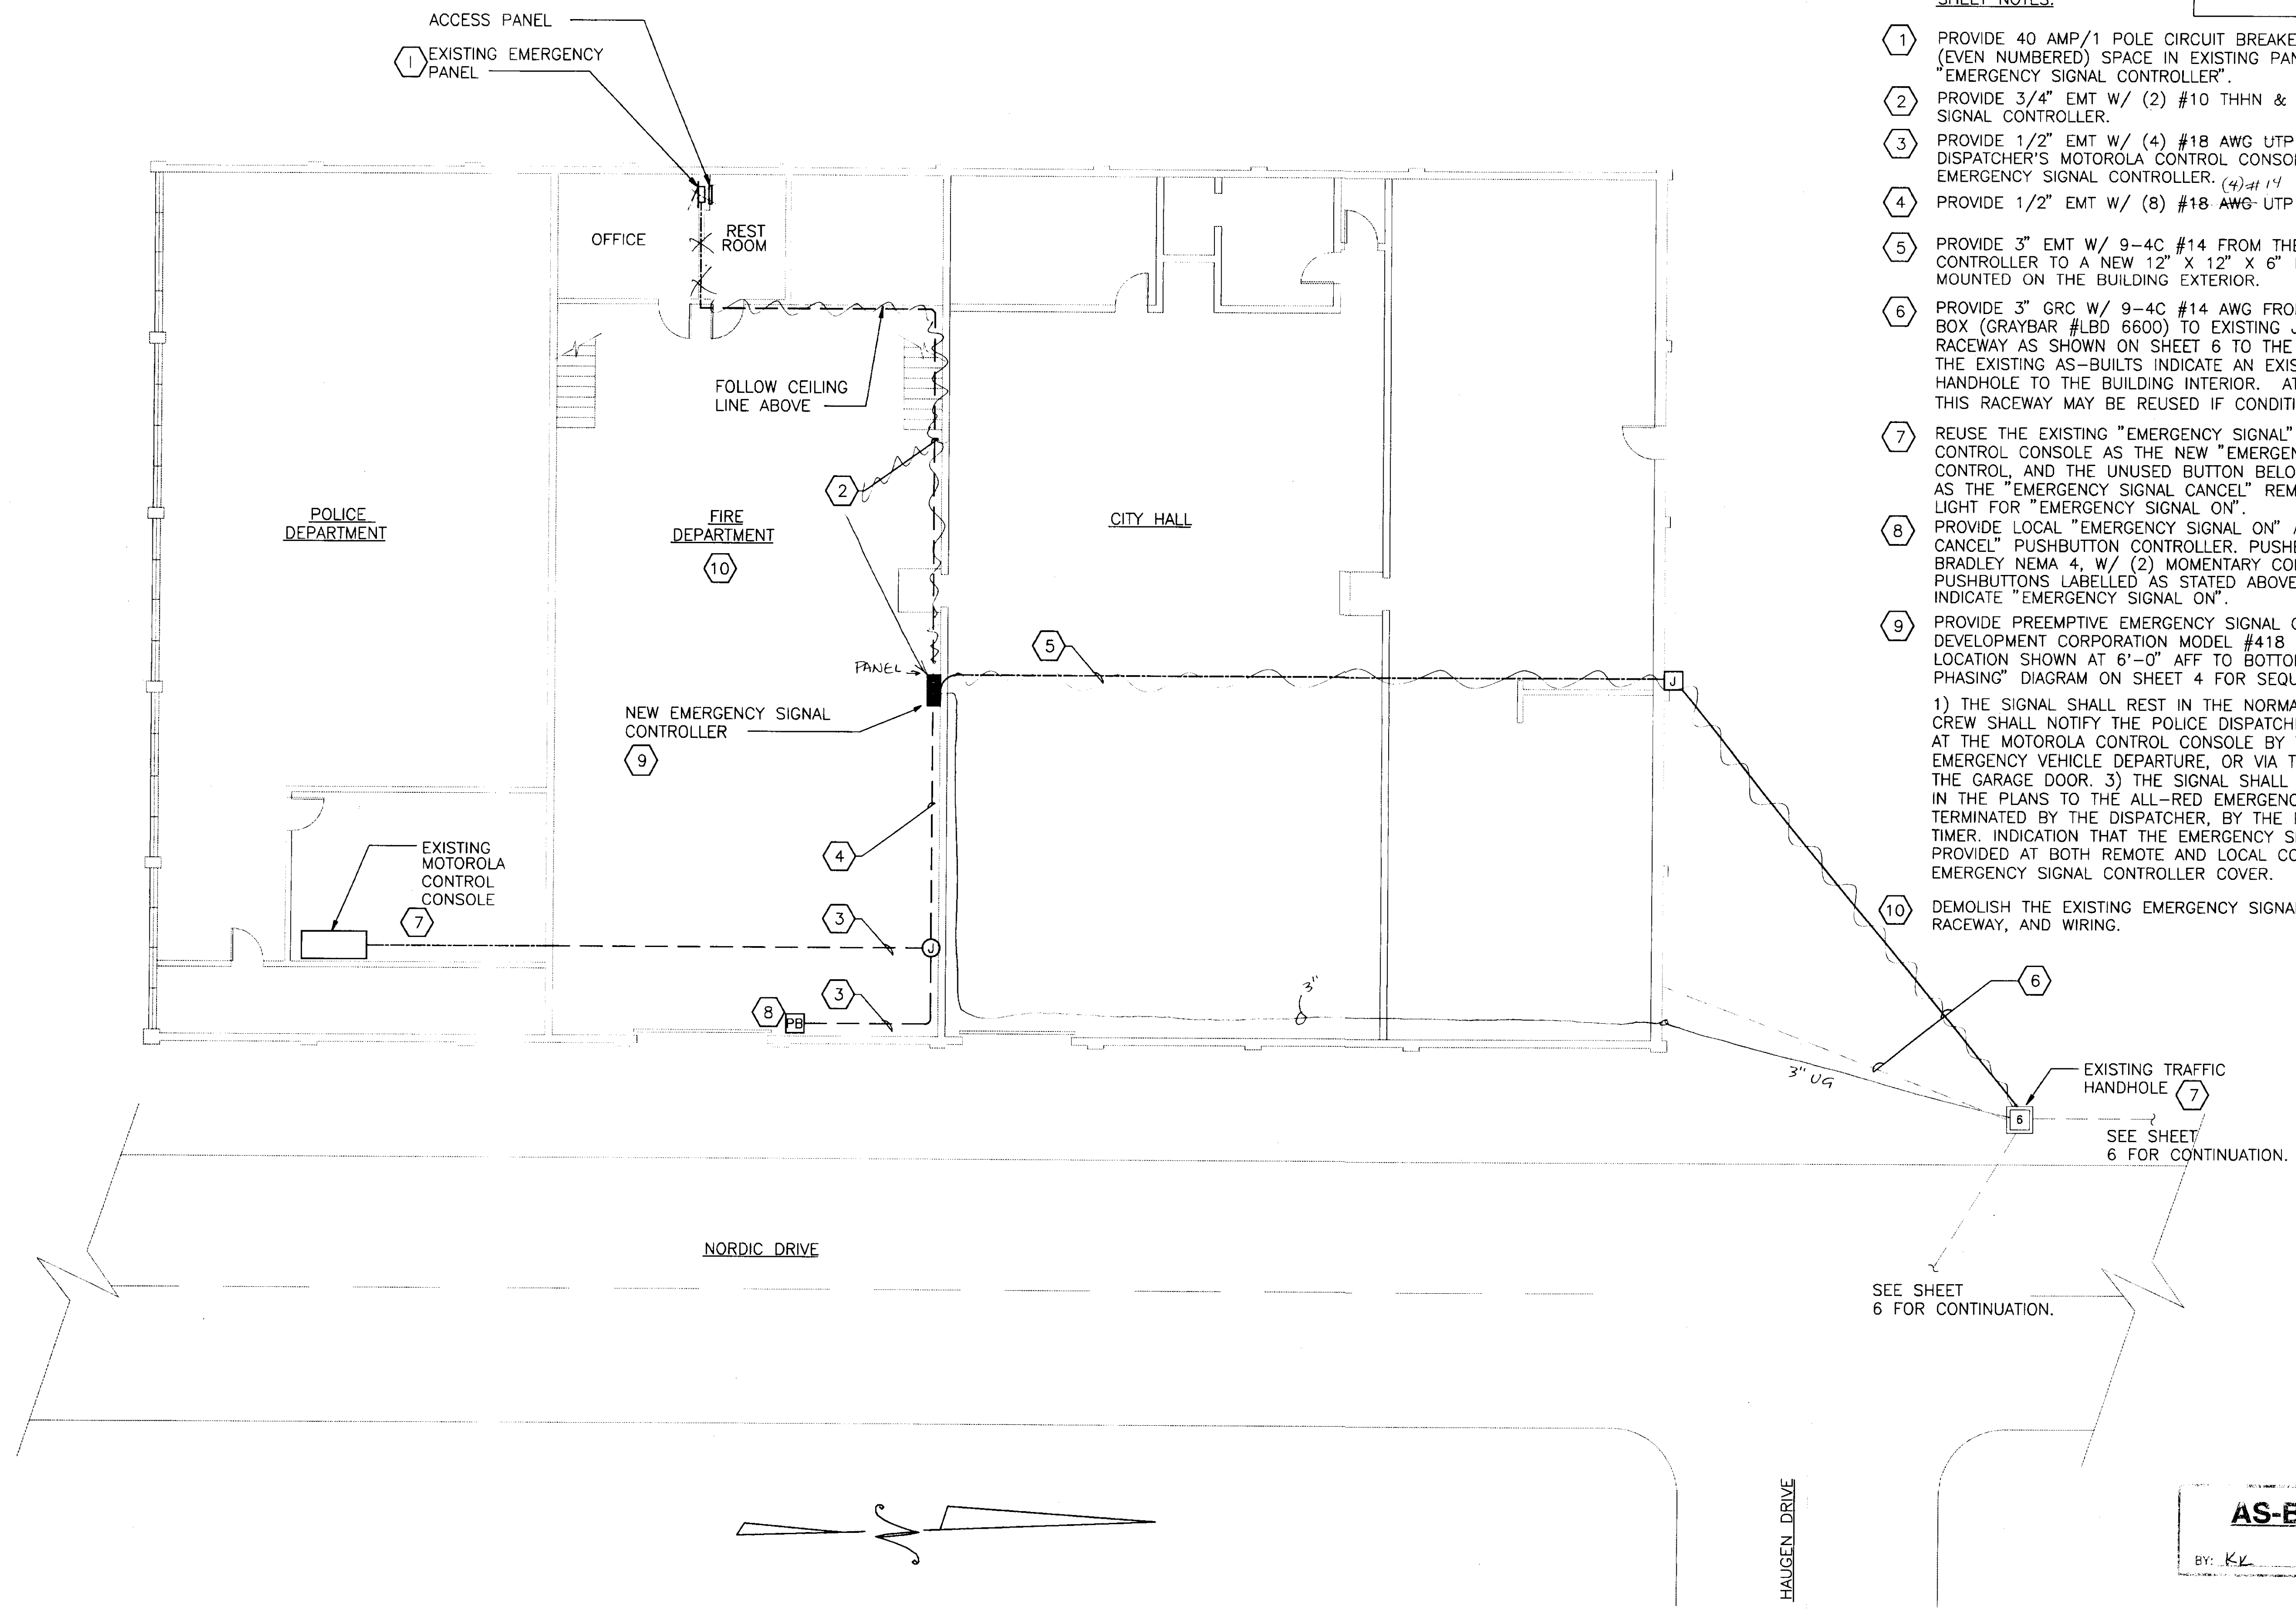 ACCESS PANEL
1 EXISTING EMERGENCY
PANEL
OFFICE
REST
ROOM
FOLLOW CEILING
LINE ABOVE
2
POLICE
DEPARTMENT
FIRE
DEPARTMENT
10
CITY HALL
5
PANEL
J
NEW EMERGENCY SIGNAL
CONTROLLER
9
4
EXISTING
MOTOROLA
CONTROL
CONSOLE
7
3
J
3
8
PB
3"
6
3" UG
EXISTING TRAFFIC
HANDHOLE 7
6
SEE SHEET
6 FOR CONTINUATION.
NORDIC DRIVE
SEE SHEET
6 FOR CONTINUATION.
HAUGEN DRIVE
SHEET NOTES:
1 PROVIDE 40 AMP/1 POLE CIRCUIT BREAKE
(EVEN NUMBERED) SPACE IN EXISTING PAN
"EMERGENCY SIGNAL CONTROLLER".
2 PROVIDE 3/4" EMT W/ (2) #10 THHN &
SIGNAL CONTROLLER.
3 PROVIDE 1/2" EMT W/ (4) #18 AWG UTP
DISPATCHER'S MOTOROLA CONTROL CONSOL
EMERGENCY SIGNAL CONTROLLER.
(4)#14
4 PROVIDE 1/2" EMT W/ (8) #18 AWG UTP
5 PROVIDE 3" EMT W/ 9-4C #14 FROM THE
CONTROLLER TO A NEW 12" X 12" X 6"
MOUNTED ON THE BUILDING EXTERIOR.
6 PROVIDE 3" GRC W/ 9-4C #14 AWG FRO
BOX (GRAYBAR #LBD 6600) TO EXISTING J
RACEWAY AS SHOWN ON SHEET 6 TO THE
THE EXISTING AS-BUILTS INDICATE AN EXIS
HANDHOLE TO THE BUILDING INTERIOR. AT
THIS RACEWAY MAY BE REUSED IF CONDITI
7 REUSE THE EXISTING "EMERGENCY SIGNAL"
CONTROL CONSOLE AS THE NEW "EMERGEN
CONTROL, AND THE UNUSED BUTTON BELO
AS THE "EMERGENCY SIGNAL CANCEL" REM
LIGHT FOR "EMERGENCY SIGNAL ON".
8 PROVIDE LOCAL "EMERGENCY SIGNAL ON" A
CANCEL" PUSHBUTTON CONTROLLER. PUSHB
BRADLEY NEMA 4, W/ (2) MOMENTARY CO
PUSHBUTTONS LABELLED AS STATED ABOVE
INDICATE "EMERGENCY SIGNAL ON".
9 PROVIDE PREEMPTIVE EMERGENCY SIGNAL C
DEVELOPMENT CORPORATION MODEL #418
LOCATION SHOWN AT 6'-0" AFF TO BOTTO
PHASING" DIAGRAM ON SHEET 4 FOR SEQU
1) THE SIGNAL SHALL REST IN THE NORMA
CREW SHALL NOTIFY THE POLICE DISPATCH
AT THE MOTOROLA CONTROL CONSOLE BY
EMERGENCY VEHICLE DEPARTURE, OR VIA T
THE GARAGE DOOR. 3) THE SIGNAL SHALL
IN THE PLANS TO THE ALL-RED EMERGENC
TERMINATED BY THE DISPATCHER, BY THE
TIMER. INDICATION THAT THE EMERGENCY S
PROVIDED AT BOTH REMOTE AND LOCAL CO
EMERGENCY SIGNAL CONTROLLER COVER.
10 DEMOLISH THE EXISTING EMERGENCY SIGNAL
RACEWAY, AND WIRING.
AS-B
BY: KK